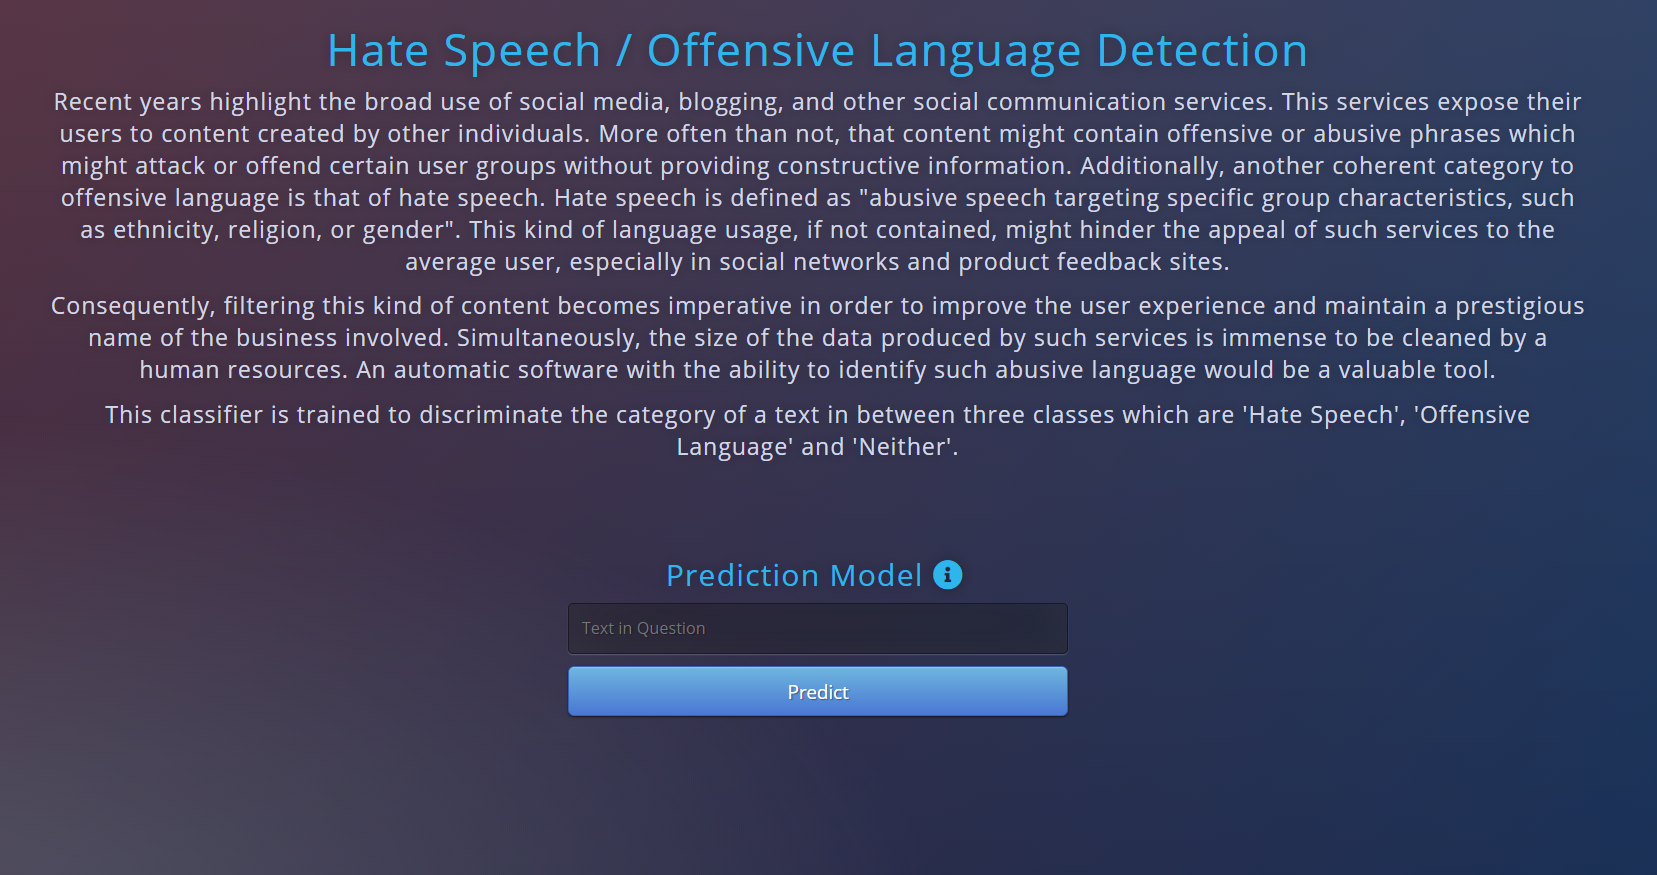 Hate Speech / Offensive Language Detection
Recent years highlight the broad use of social media, blogging, and other social communication services. This services expose their
users to content created by other individuals. More often than not, that content might contain offensive or abusive phrases which
might attack or offend certain user groups without providing constructive information. Additionally, another coherent category to
offensive language is that of hate speech. Hate speech is defined as "abusive speech targeting specific group characteristics, such
as ethnicity, religion, or gender". This kind of language usage, if not contained, might hinder the appeal of such services to the
average user, especially in social networks and product feedback sites.
Consequently, filtering this kind of content becomes imperative in order to improve the user experience and maintain a prestigious
name of the business involved. Simultaneously, the size of the data produced by such services is immense to be cleaned by a
human resources. An automatic software with the ability to identify such abusive language would be a valuable tool.
This classifier is trained to discriminate the category of a text in between three classes which are 'Hate Speech', 'Offensive
Language' and 'Neither'.
Prediction Model
Text in Question
Predict